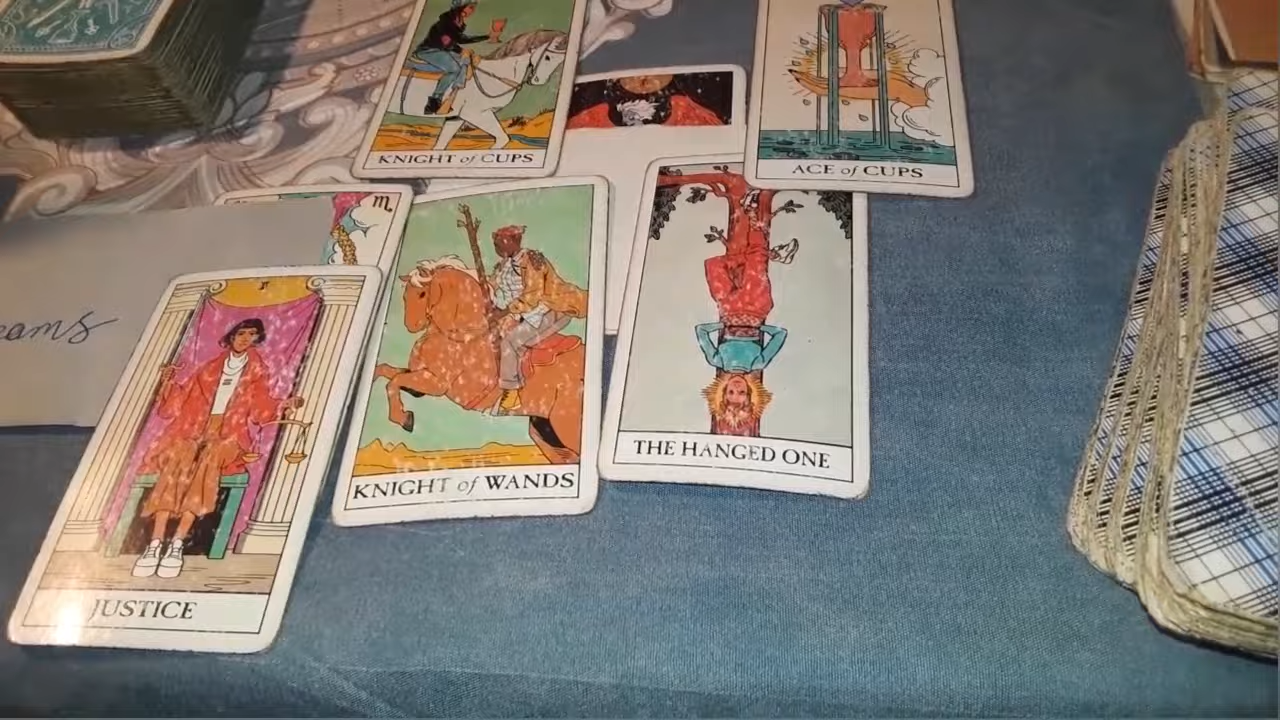 KNIGHT of CUPS
ACE of CUPS
eams
KNIGHT of WANDS
THE HANGED ONE
JUSTICE